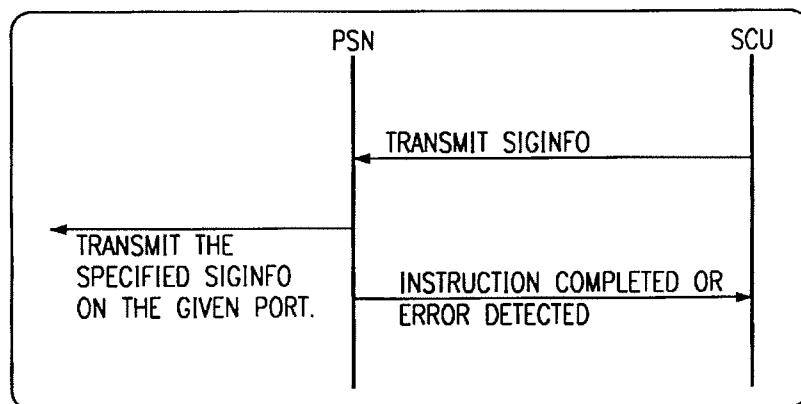 PSN
SCU
TRANSMIT SIGINFO
TRANSMIT THE
SPECIFIED SIGINFO
ON THE GIVEN PORT.
INSTRUCTION COMPLETED OR
ERROR DETECTED